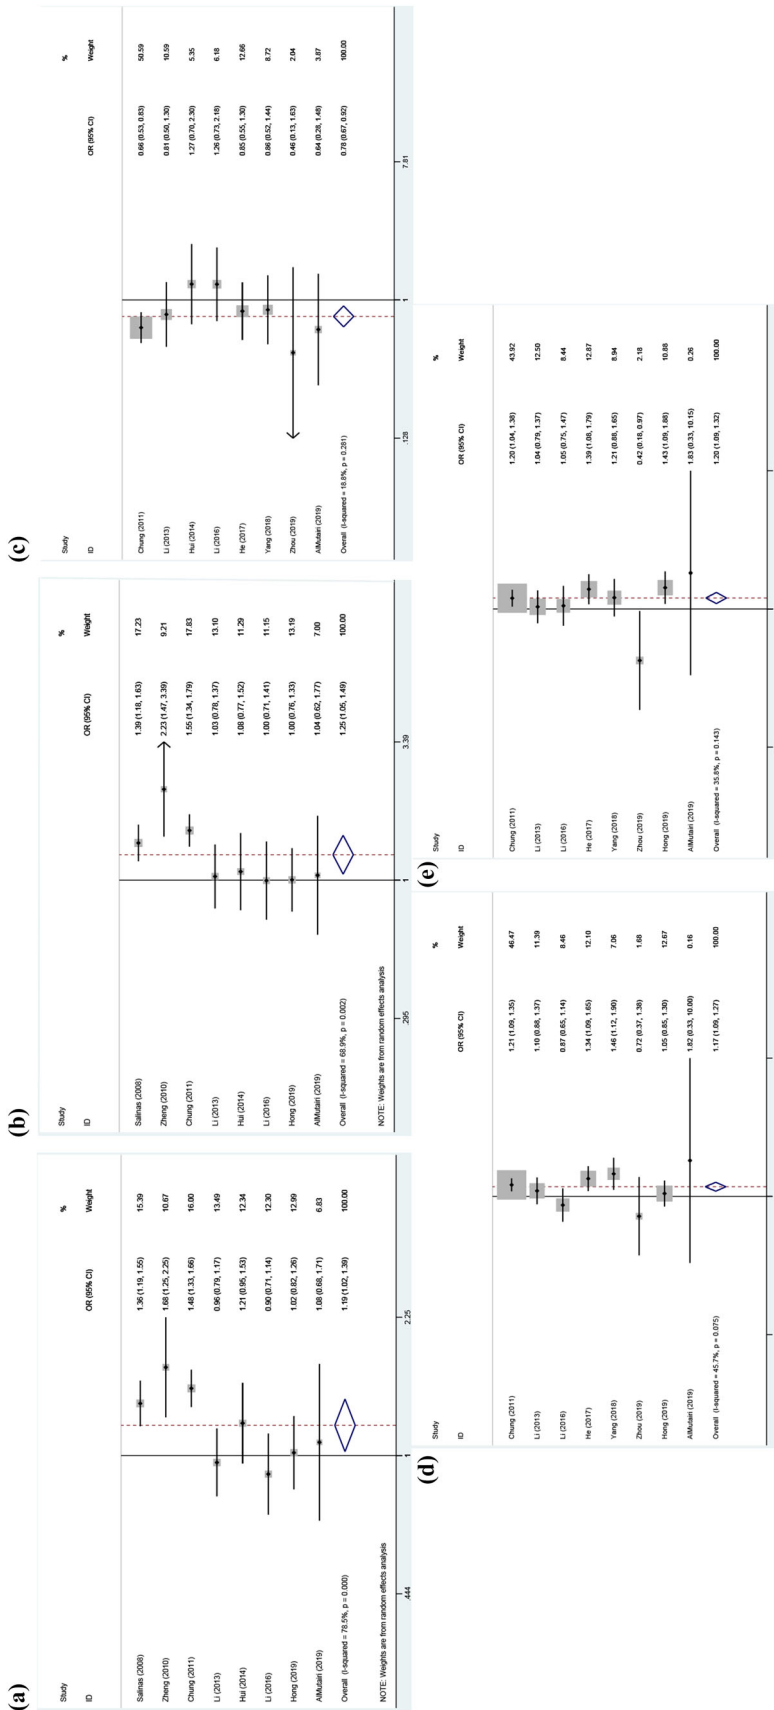 (a)
Study %
ID OR (95% CI) Weight
Salinas (2008) 1.36 (1.19, 1.55) 15.39
Zheng (2010) 1.68 (1.25, 2.25) 10.67
Chung (2011) 1.48 (1.33, 1.66) 16.00
Li (2013) 0.96 (0.79, 1.17) 13.49
Hui (2014) 1.21 (0.95, 1.53) 12.34
Li (2016) 0.90 (0.71, 1.14) 12.30
Hong (2019) 1.02 (0.82, 1.26) 12.99
AlMutairi (2019) 1.08 (0.68, 1.71) 6.83
Overall (I-squared = 78.5%, p = 0.000) 1.19 (1.02, 1.39) 100.00
NOTE: Weights are from random effects analysis
.444 1 2.25
(b)
Study %
ID OR (95% CI) Weight
Salinas (2008) 1.39 (1.18, 1.63) 17.23
Zheng (2010) 2.23 (1.47, 3.39) 9.21
Chung (2011) 1.55 (1.34, 1.79) 17.83
Li (2013) 1.03 (0.78, 1.37) 13.10
Hui (2014) 1.08 (0.77, 1.52) 11.29
Li (2016) 1.00 (0.71, 1.41) 11.15
Hong (2019) 1.00 (0.76, 1.33) 13.19
AlMutairi (2019) 1.04 (0.62, 1.77) 7.00
Overall (I-squared = 68.9%, p = 0.002) 1.25 (1.05, 1.49) 100.00
NOTE: Weights are from random effects analysis
.295 1 3.39
(c)
Study %
ID OR (95% CI) Weight
Chung (2011) 0.66 (0.53, 0.83) 50.59
Li (2013) 0.81 (0.50, 1.30) 10.59
Hui (2014) 1.27 (0.70, 2.30) 5.35
Li (2016) 1.26 (0.73, 2.18) 6.18
He (2017) 0.85 (0.55, 1.30) 12.66
Yang (2018) 0.86 (0.52, 1.44) 8.72
Zhou (2019) 0.46 (0.13, 1.63) 2.04
AlMutairi (2019) 0.64 (0.28, 1.48) 3.87
Overall (I-squared = 18.8%, p = 0.281) 0.78 (0.67, 0.92) 100.00
.128 1 7.81
(d)
Study %
ID OR (95% CI) Weight
Chung (2011) 1.21 (1.09, 1.35) 46.47
Li (2013) 1.10 (0.88, 1.37) 11.39
Li (2016) 0.87 (0.65, 1.14) 8.46
He (2017) 1.34 (1.09, 1.65) 12.10
Yang (2018) 1.46 (1.12, 1.90) 7.06
Zhou (2019) 0.72 (0.37, 1.38) 1.68
Hong (2019) 1.05 (0.85, 1.30) 12.67
AlMutairi (2019) 1.82 (0.33, 10.00) 0.16
Overall (I-squared = 45.7%, p = 0.075) 1.17 (1.09, 1.27) 100.00
(e)
Study %
ID OR (95% CI) Weight
Chung (2011) 1.20 (1.04, 1.38) 43.92
Li (2013) 1.04 (0.79, 1.37) 12.50
Li (2016) 1.05 (0.75, 1.47) 8.44
He (2017) 1.39 (1.08, 1.79) 12.87
Yang (2018) 1.21 (0.88, 1.65) 8.94
Zhou (2019) 0.42 (0.18, 0.97) 2.18
Hong (2019) 1.43 (1.09, 1.88) 10.88
AlMutairi (2019) 1.83 (0.33, 10.15) 0.26
Overall (I-squared = 35.8%, p = 0.143) 1.20 (1.09, 1.32) 100.00